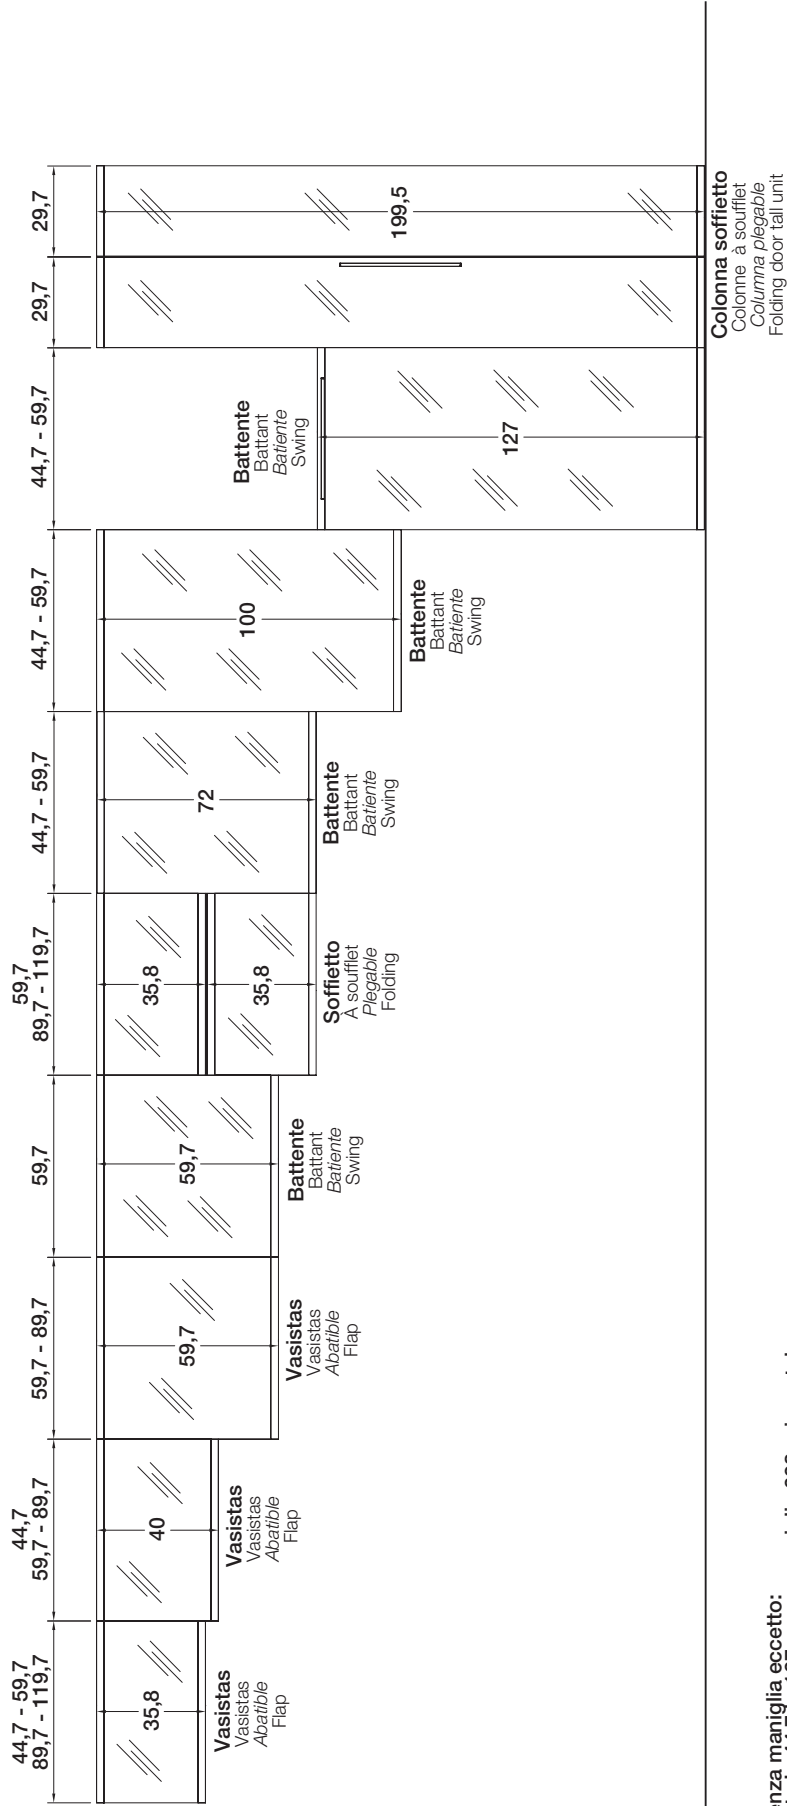 44,7 - 59,7
89,7 - 119,7
35,8
Vasistas
Vasistas
Abatible
Flap
44,7
59,7 - 89,7
40
Vasistas
Vasistas
Abatible
Flap
59,7 - 89,7
59,7
Vasistas
Vasistas
Abatible
Flap
59,7
59,7
Battente
Battant
Batiente
Swing
59,7
89,7 - 119,7
35,8
35,8
Soffietto
À soufflet
Plegable
Folding
44,7 - 59,7
72
Battente
Battant
Batiente
Swing
44,7 - 59,7
100
Battente
Battant
Batiente
Swing
44,7 - 59,7
Battente
Battant
Batiente
Swing
127
29,7
29,7
199,5
Colonna soffietto
Colonne à soufflet
Columna plegable
Folding door tall unit
maniglia eccetto: